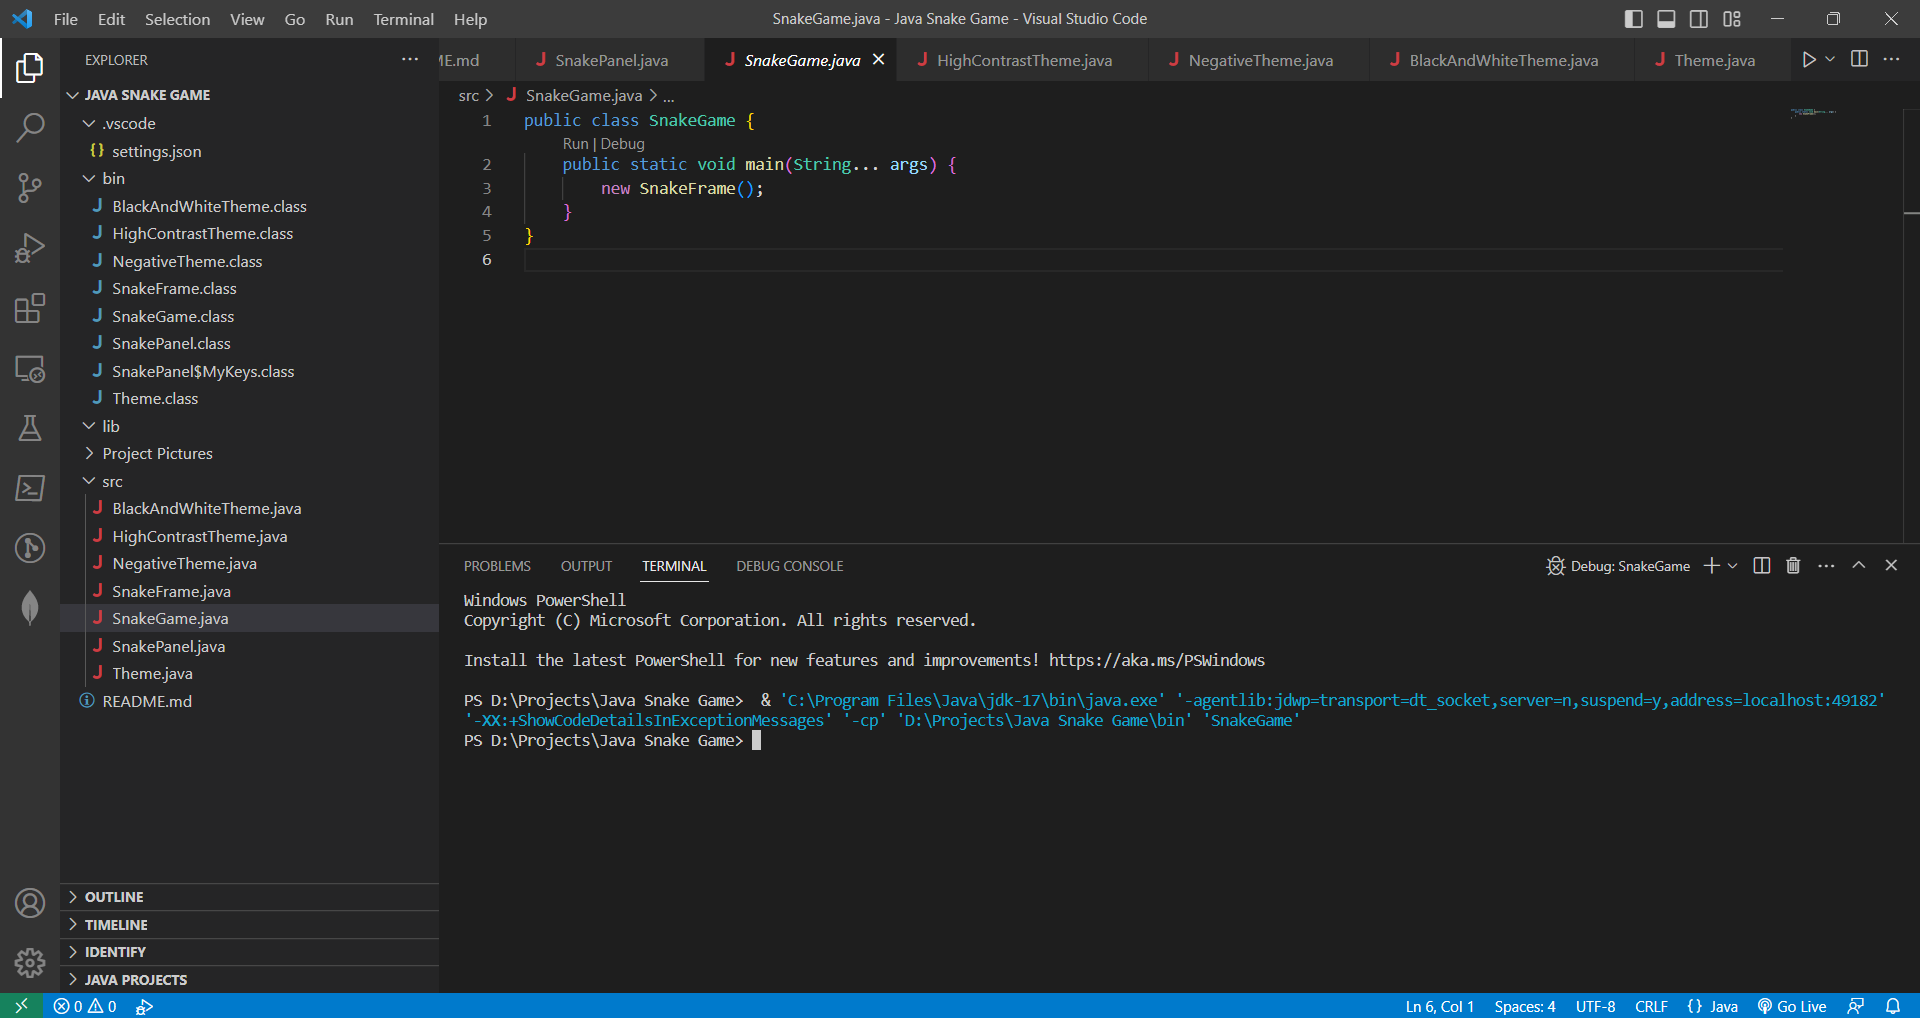 File Edit Selection View Go Run Terminal Help
SnakeGame.java - Java Snake Game - Visual Studio Code
EXPLORER
JAVA SNAKE GAME
.vscode
settings.json
bin
BlackAndWhiteTheme.class
HighContrastTheme.class
NegativeTheme.class
SnakeFrame.class
SnakeGame.class
SnakePanel.class
SnakePanel$MyKeys.class
Theme.class
lib
Project Pictures
src
BlackAndWhiteTheme.java
HighContrastTheme.java
NegativeTheme.java
SnakeFrame.java
SnakeGame.java
SnakePanel.java
Theme.java
README.md
OUTLINE
TIMELINE
IDENTIFY
JAVA PROJECTS
ME.md SnakePanel.java SnakeGame.java HighContrastTheme.java NegativeTheme.java BlackAndWhiteTheme.java Theme.java
src > SnakeGame.java > ...
1 public class SnakeGame {
Run | Debug
2 public static void main(String... args) {
3 new SnakeFrame();
4 }
5 }
6
PROBLEMS OUTPUT TERMINAL DEBUG CONSOLE
Debug: SnakeGame
Windows PowerShell
Copyright (C) Microsoft Corporation. All rights reserved.
Install the latest PowerShell for new features and improvements! https://aka.ms/PSWindows
PS D:\Projects\Java Snake Game> & 'C:\Program Files\Java\jdk-17\bin\java.exe' '-agentlib:jdwp=transport=dt_socket,server=n,suspend=y,address=localhost:49182'
'-XX:+ShowCodeDetailsInExceptionMessages' '-cp' 'D:\Projects\Java Snake Game\bin' 'SnakeGame'
PS D:\Projects\Java Snake Game>
0 0
Ln 6, Col 1 Spaces: 4 UTF-8 CRLF {} Java Go Live